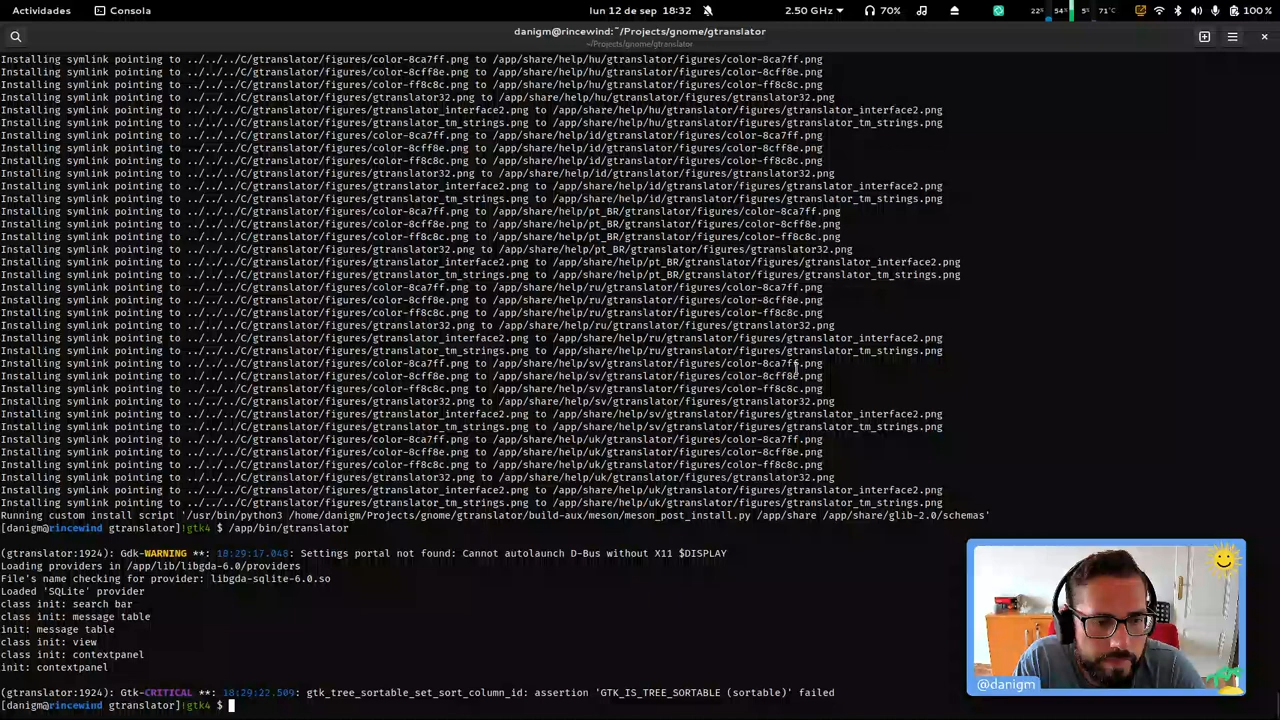 Actividades
Consola
lun 12 de sep 18:32
2.50 GHz
70%
22%
54%
5%
71°C
100 %
danigm@rincewind:~/Projects/gnome/gtranslator
~/Projects/gnome/gtranslator
Installing symlink pointing to ../../../C/gtranslator/figures/color-8ca7ff.png to /app/share/help/hu/gtranslator/figures/color-8ca7ff.png
Installing symlink pointing to ../../../C/gtranslator/figures/color-8cff8e.png to /app/share/help/hu/gtranslator/figures/color-8cff8e.png
Installing symlink pointing to ../../../C/gtranslator/figures/color-ff8c8c.png to /app/share/help/hu/gtranslator/figures/color-ff8c8c.png
Installing symlink pointing to ../../../C/gtranslator/figures/gtranslator32.png to /app/share/help/hu/gtranslator/figures/gtranslator32.png
Installing symlink pointing to ../../../C/gtranslator/figures/gtranslator_interface2.png to /app/share/help/hu/gtranslator/figures/gtranslator_interface2.png
Installing symlink pointing to ../../../C/gtranslator/figures/gtranslator_tm_strings.png to /app/share/help/hu/gtranslator/figures/gtranslator_tm_strings.png
Installing symlink pointing to ../../../C/gtranslator/figures/color-8ca7ff.png to /app/share/help/id/gtranslator/figures/color-8ca7ff.png
Installing symlink pointing to ../../../C/gtranslator/figures/color-8cff8e.png to /app/share/help/id/gtranslator/figures/color-8cff8e.png
Installing symlink pointing to ../../../C/gtranslator/figures/color-ff8c8c.png to /app/share/help/id/gtranslator/figures/color-ff8c8c.png
Installing symlink pointing to ../../../C/gtranslator/figures/gtranslator32.png to /app/share/help/id/gtranslator/figures/gtranslator32.png
Installing symlink pointing to ../../../C/gtranslator/figures/gtranslator_interface2.png to /app/share/help/id/gtranslator/figures/gtranslator_interface2.png
Installing symlink pointing to ../../../C/gtranslator/figures/gtranslator_tm_strings.png to /app/share/help/id/gtranslator/figures/gtranslator_tm_strings.png
Installing symlink pointing to ../../../C/gtranslator/figures/color-8ca7ff.png to /app/share/help/pt_BR/gtranslator/figures/color-8ca7ff.png
Installing symlink pointing to ../../../C/gtranslator/figures/color-8cff8e.png to /app/share/help/pt_BR/gtranslator/figures/color-8cff8e.png
Installing symlink pointing to ../../../C/gtranslator/figures/color-ff8c8c.png to /app/share/help/pt_BR/gtranslator/figures/color-ff8c8c.png
Installing symlink pointing to ../../../C/gtranslator/figures/gtranslator32.png to /app/share/help/pt_BR/gtranslator/figures/gtranslator32.png
Installing symlink pointing to ../../../C/gtranslator/figures/gtranslator_interface2.png to /app/share/help/pt_BR/gtranslator/figures/gtranslator_interface2.png
Installing symlink pointing to ../../../C/gtranslator/figures/gtranslator_tm_strings.png to /app/share/help/pt_BR/gtranslator/figures/gtranslator_tm_strings.png
Installing symlink pointing to ../../../C/gtranslator/figures/color-8ca7ff.png to /app/share/help/ru/gtranslator/figures/color-8ca7ff.png
Installing symlink pointing to ../../../C/gtranslator/figures/color-8cff8e.png to /app/share/help/ru/gtranslator/figures/color-8cff8e.png
Installing symlink pointing to ../../../C/gtranslator/figures/color-ff8c8c.png to /app/share/help/ru/gtranslator/figures/color-ff8c8c.png
Installing symlink pointing to ../../../C/gtranslator/figures/gtranslator32.png to /app/share/help/ru/gtranslator/figures/gtranslator32.png
Installing symlink pointing to ../../../C/gtranslator/figures/gtranslator_interface2.png to /app/share/help/ru/gtranslator/figures/gtranslator_interface2.png
Installing symlink pointing to ../../../C/gtranslator/figures/gtranslator_tm_strings.png to /app/share/help/ru/gtranslator/figures/gtranslator_tm_strings.png
Installing symlink pointing to ../../../C/gtranslator/figures/color-8ca7ff.png to /app/share/help/sv/gtranslator/figures/color-8ca7ff.png
Installing symlink pointing to ../../../C/gtranslator/figures/color-8cff8e.png to /app/share/help/sv/gtranslator/figures/color-8cff8e.png
Installing symlink pointing to ../../../C/gtranslator/figures/color-ff8c8c.png to /app/share/help/sv/gtranslator/figures/color-ff8c8c.png
Installing symlink pointing to ../../../C/gtranslator/figures/gtranslator32.png to /app/share/help/sv/gtranslator/figures/gtranslator32.png
Installing symlink pointing to ../../../C/gtranslator/figures/gtranslator_interface2.png to /app/share/help/sv/gtranslator/figures/gtranslator_interface2.png
Installing symlink pointing to ../../../C/gtranslator/figures/gtranslator_tm_strings.png to /app/share/help/sv/gtranslator/figures/gtranslator_tm_strings.png
Installing symlink pointing to ../../../C/gtranslator/figures/color-8ca7ff.png to /app/share/help/uk/gtranslator/figures/color-8ca7ff.png
Installing symlink pointing to ../../../C/gtranslator/figures/color-8cff8e.png to /app/share/help/uk/gtranslator/figures/color-8cff8e.png
Installing symlink pointing to ../../../C/gtranslator/figures/color-ff8c8c.png to /app/share/help/uk/gtranslator/figures/color-ff8c8c.png
Installing symlink pointing to ../../../C/gtranslator/figures/gtranslator32.png to /app/share/help/uk/gtranslator/figures/gtranslator32.png
Installing symlink pointing to ../../../C/gtranslator/figures/gtranslator_interface2.png to /app/share/help/uk/gtranslator/figures/gtranslator_interface2.png
Installing symlink pointing to ../../../C/gtranslator/figures/gtranslator_tm_strings.png to /app/share/help/uk/gtranslator/figures/gtranslator_tm_strings.png
Running custom install script '/usr/bin/python3 /home/danigm/Projects/gnome/gtranslator/build-aux/meson/meson_post_install.py /app/share /app/share/glib-2.0/schemas'
[danigm@rincewind gtranslator]!gtk4 $ /app/bin/gtranslator
(gtranslator:1924): Gdk-WARNING **: 18:29:17.048: Settings portal not found: Cannot autolaunch D-Bus without X11 $DISPLAY
Loading providers in /app/lib/libgda-6.0/providers
File's name checking for provider: libgda-sqlite-6.0.so
Loaded 'SQLite' provider
class init: search bar
class init: message table
init: message table
class init: view
class init: contextpanel
init: contextpanel
(gtranslator:1924): Gtk-CRITICAL **: 18:29:22.509: gtk_tree_sortable_set_sort_column_id: assertion 'GTK_IS_TREE_SORTABLE (sortable)' failed
[danigm@rincewind gtranslator]!gtk4 $
@danigm